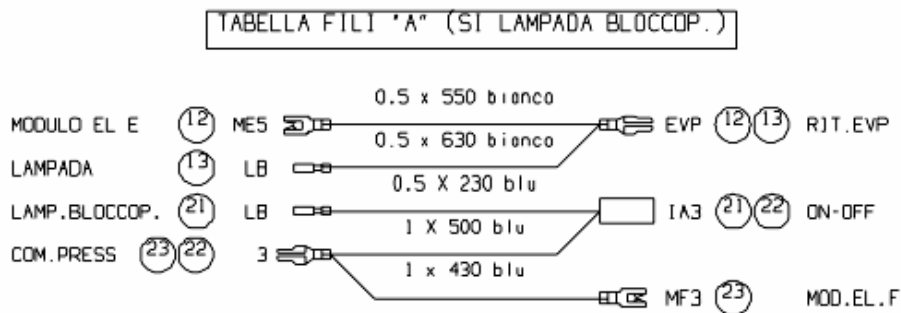 TABELLA FILI "A" (SI LAMPADA BLOCCOP.)
0.5 x 550 bianco
MODULO EL E 12 ME5 EVP 12 13 RIT.EVP
0.5 x 630 bianco
LAMPADA 13 LB
0.5 X 230 blu
LAMP.BLOCCOP. 21 LB IA3 21 22 ON-OFF
1 X 500 blu
COM.PRESS 23 22 3
1 x 430 blu
MF3 23 MOD.EL.F